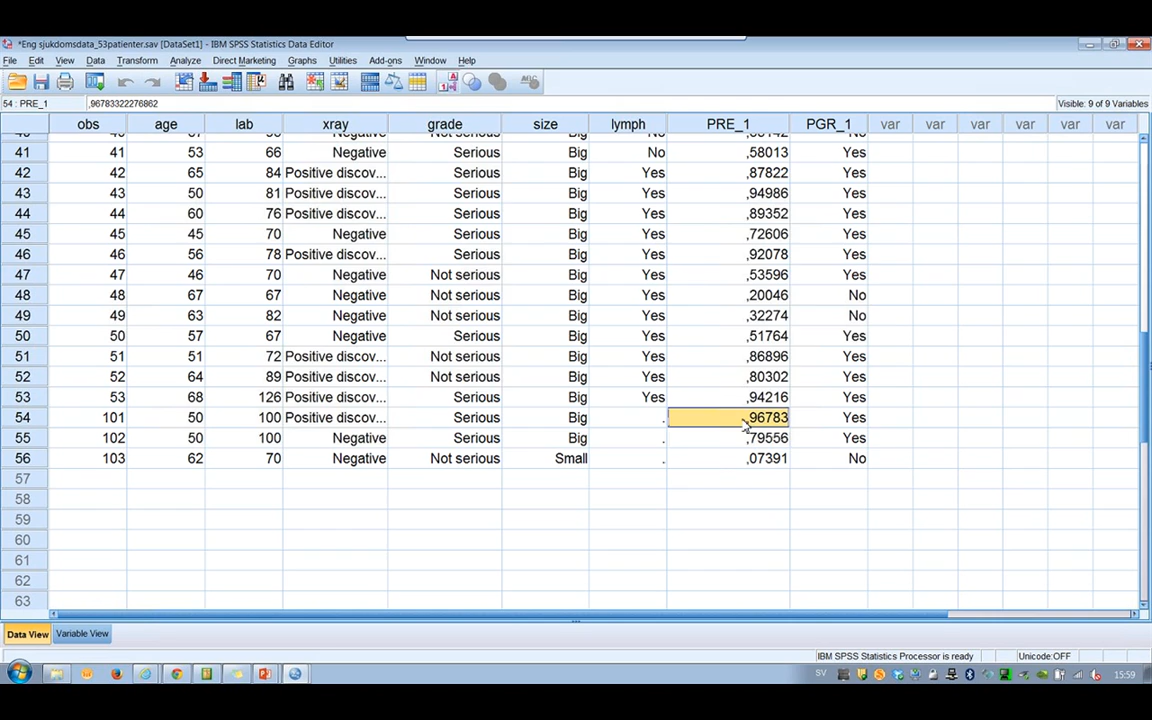 *Eng sjukdomsdata_53patienter.sav [DataSet1] - IBM SPSS Statistics Data Editor
File Edit View Data Transform Analyze Direct Marketing Graphs Utilities Add-ons Window Help
54 : PRE_1 ,96783322276862 Visible: 9 of 9 Variables
obs age lab xray grade size lymph PRE_1 PGR_1 var var var var var var
41 41 53 66 Negative Serious Big No ,58013 Yes
42 42 65 84 Positive discov... Serious Big Yes ,87822 Yes
43 43 50 81 Positive discov... Serious Big Yes ,94986 Yes
44 44 60 76 Positive discov... Serious Big Yes ,89352 Yes
45 45 45 70 Negative Serious Big Yes ,72606 Yes
46 46 56 78 Positive discov... Serious Big Yes ,92078 Yes
47 47 46 70 Negative Not serious Big Yes ,53596 Yes
48 48 67 67 Negative Not serious Big Yes ,20046 No
49 49 63 82 Negative Not serious Big Yes ,32274 No
50 50 57 67 Negative Serious Big Yes ,51764 Yes
51 51 51 72 Positive discov... Not serious Big Yes ,86896 Yes
52 52 64 89 Positive discov... Not serious Big Yes ,80302 Yes
53 53 68 126 Positive discov... Serious Big Yes ,94216 Yes
54 101 50 100 Positive discov... Serious Big . ,96783 Yes
55 102 50 100 Negative Serious Big . ,79556 Yes
56 103 62 70 Negative Not serious Small . ,07391 No
57
58
59
60
61
62
63
Data View Variable View
IBM SPSS Statistics Processor is ready Unicode:OFF
SV 15:59